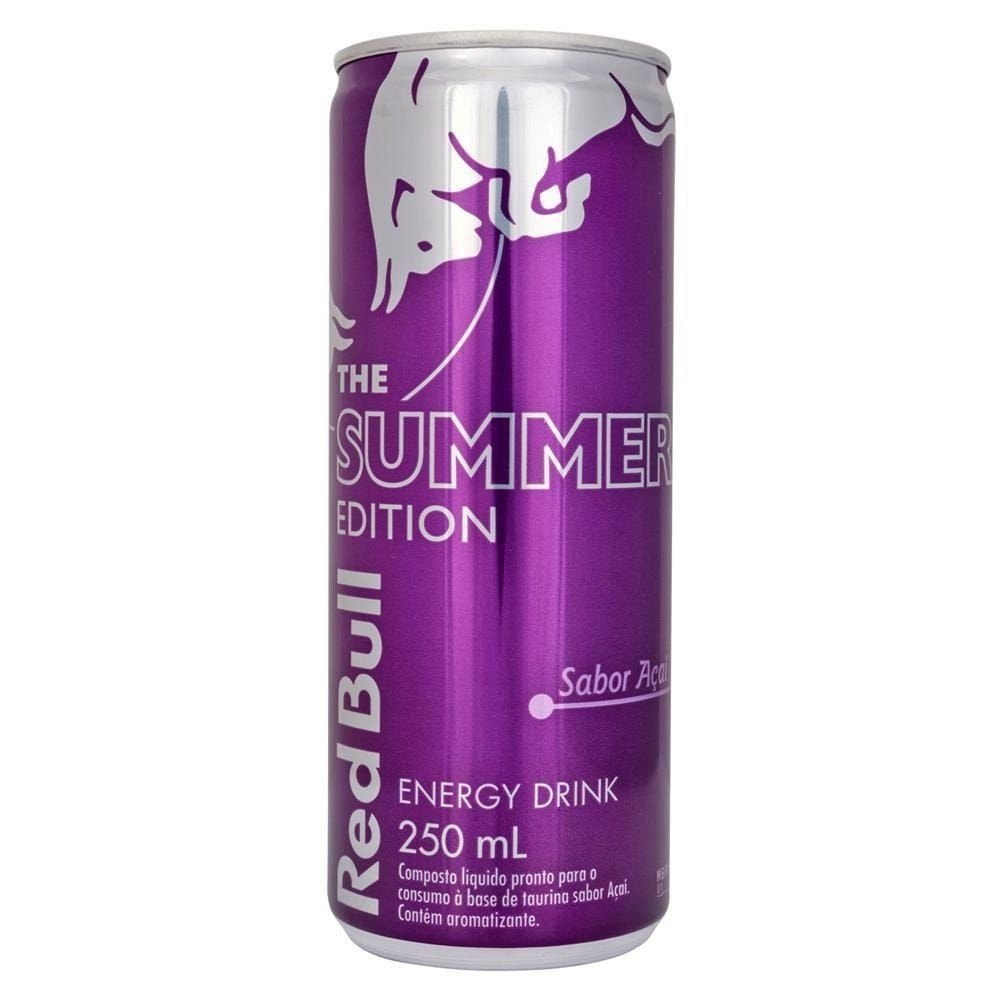 THE
SUMMER
EDITION
Red Bull
Sabor Açaí
ENERGY DRINK
250 mL
Composto líquido pronto para o
consumo à base de taurina sabor Açaí.
Contém aromatizante.